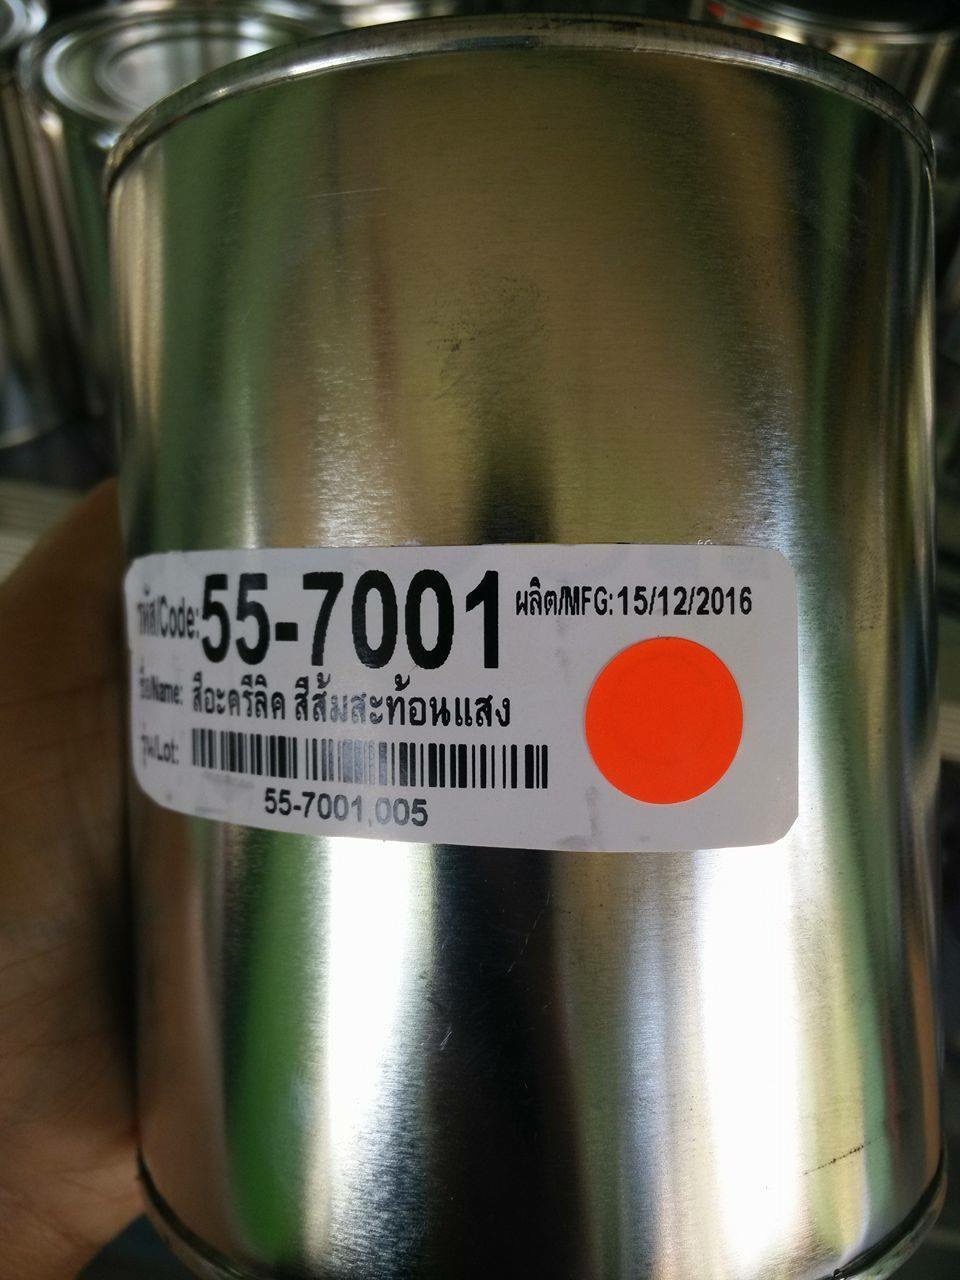 รหัส/Code: 55-7001 ผลิต/MFG: 15/12/2016
ชื่อ/Name: สีอะครีลิค สีส้มสะท้อนแสง
รุ่น/Lot:
55-7001,005